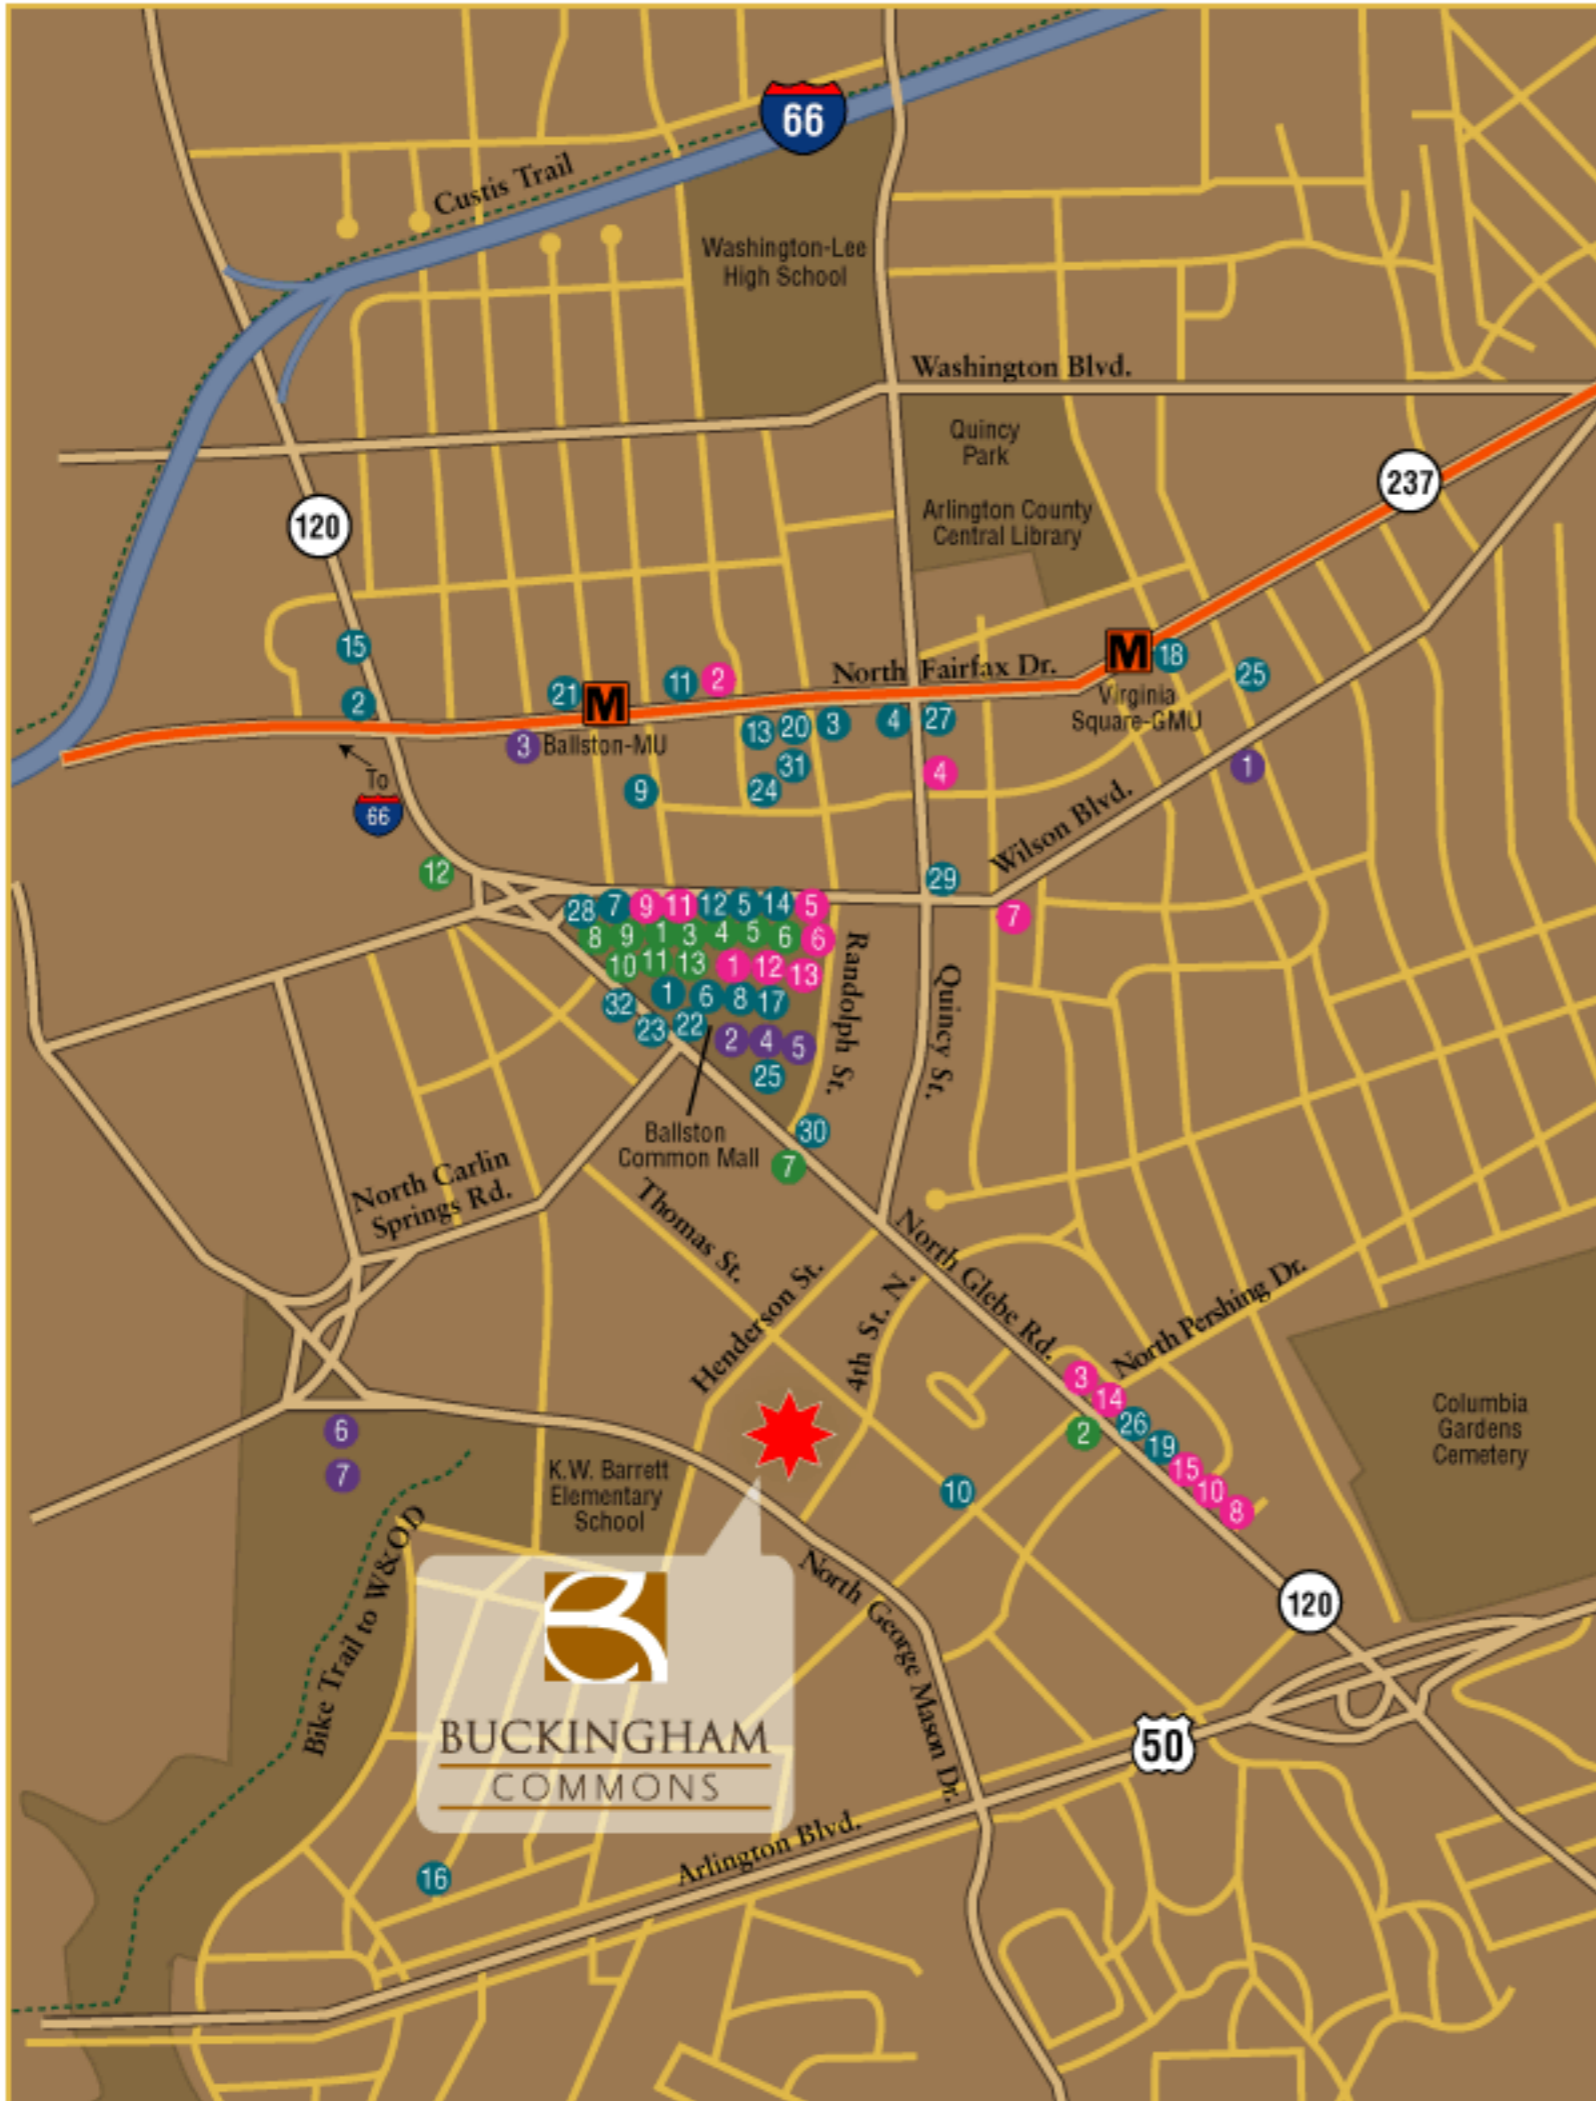 66
Custis Trail
Washington-Lee
High School
Washington Blvd.
Quincy
Park
237
Arlington County
Central Library
120
15
2
21
M
11
2
North Fairfax Dr.
M
18
25
Virginia
Square-GMU
3
Ballston-MU
13
20
3
4
27
31
4
1
To
66
9
24
Wilson Blvd.
12
29
28
7
9
11
12
5
14
5
7
8
9
1
3
4
5
6
6
10
11
13
1
12
13
32
1
6
8
17
23
22
2
4
5
25
Randolph St.
Quincy St.
30
Ballston
Common Mall
7
North Carlin
Springs Rd.
Thomas St.
Henderson St.
4th St. N.
North Glebe Rd.
North Pershing Dr.
3
14
2
26
19
15
10
8
Columbia
Gardens
Cemetery
6
7
K.W. Barrett
Elementary
School
10
Bike Trail to W&OD
North George Mason Dr.
120
BUCKINGHAM
COMMONS
50
Arlington Blvd.
16